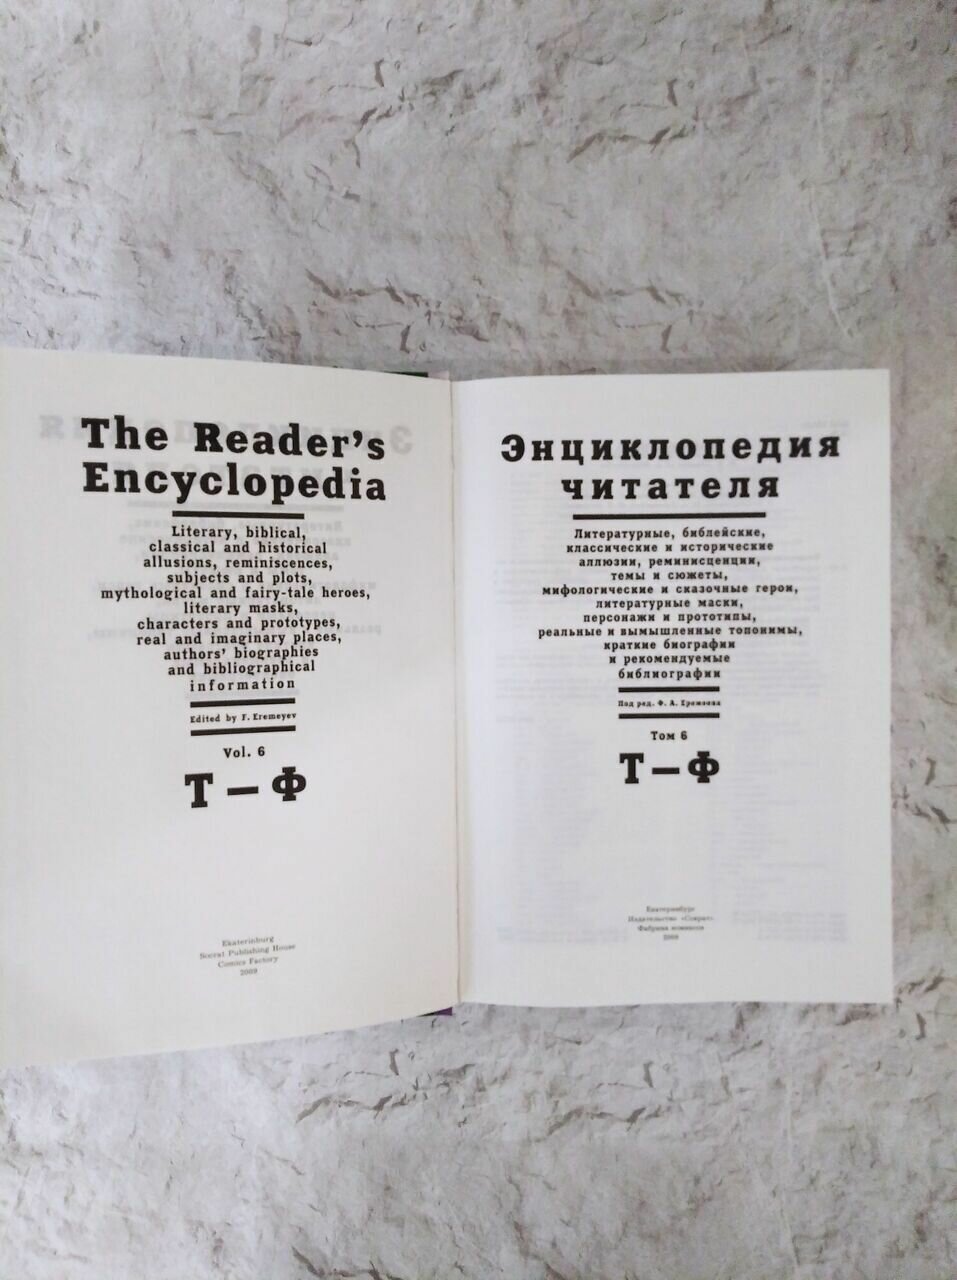 The Reader's
Encyclopedia
Literary, biblical,
classical and historical
allusions, reminiscences,
subjects and plots,
mythological and fairy-tale heroes,
literary masks,
characters and prototypes,
real and imaginary places,
authors' biographies
and bibliographical
information
Edited by F. Eremeyev
Vol. 6
Т — Ф
Ekaterinburg
Socrat Publishing House
Comics Factory
2009
Энциклопедия
читателя
Литературные, библейские,
классические и исторические
аллюзии, реминисценции,
темы и сюжеты,
мифологические и сказочные герои,
литературные маски,
персонажи и прототипы,
реальные и вымышленные топонимы,
краткие биографии
и рекомендуемые
библиографии
Под ред. Ф. А. Еремеева
Том 6
Т — Ф
Екатеринбург
Издательство «Сократ»
Фабрика комиксов
2009